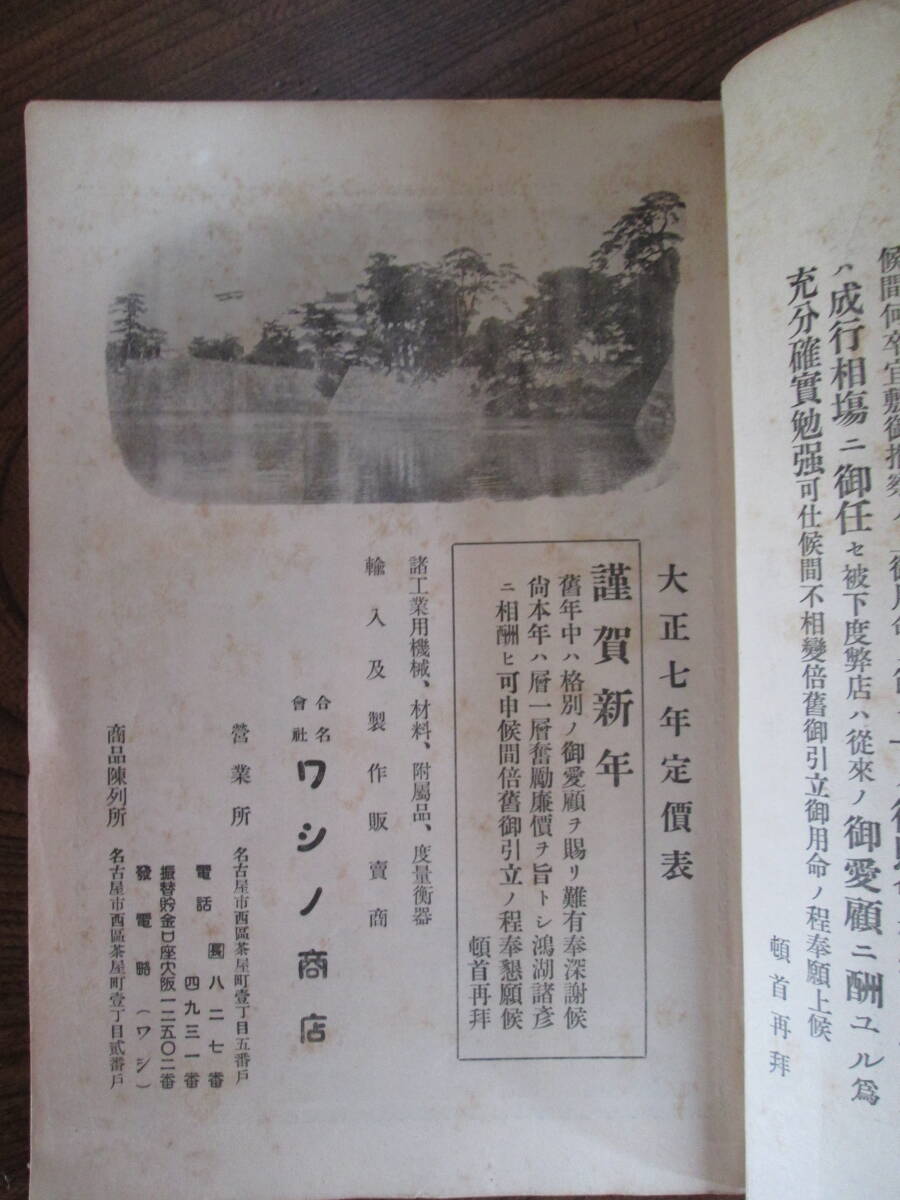 ハ成行相塲ニ御任セ被下度弊店ハ從來ノ御愛顧ニ酬ユル爲
充分確實勉强可仕候間不相變倍舊御引立御用命ノ程奉願上候
頓首再拜
大正七年定價表
謹賀新年
舊年中ハ格別ノ御愛顧ヲ賜リ難有奉深謝候
尙本年ハ層一層奮勵廉價ヲ旨トシ鴻湖諸彥
ニ相酬ヒ可申候間倍舊御引立ノ程奉懇願候
頓首再拜
諸工業用機械、材料、附屬品、度量衡器
輸入及製作販賣商
合名會社 ワシノ商店
營業所 名古屋市西區茶屋町壹丁目五番戶
電話 長 八二七番
四九三一番
振替貯金口座大阪一二五〇二番
發電略(ワシ)
商品陳列所 名古屋市西區茶屋町壹丁目貳番戶